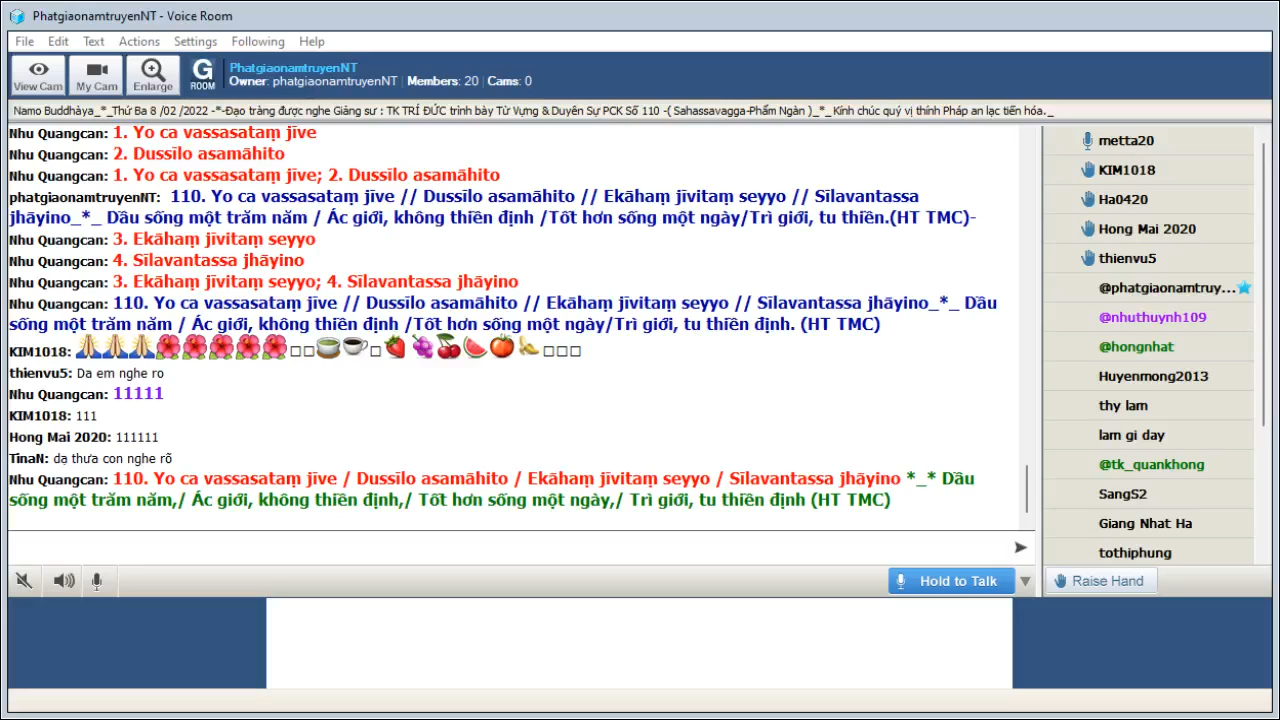 PhatgiaonamtruyenNT - Voice Room
File Edit Text Actions Settings Following Help
View Cam My Cam Enlarge G ROOM
PhatgiaonamtruyenNT
Owner: phatgiaonamtruyenNT | Members: 20 | Cams: 0
Namo Buddhàya_*_Thứ Ba 8 /02 /2022 -*-Đạo tràng được nghe Giảng sư : TK TRÍ ĐỨC trình bày Từ Vựng & Duyên Sự PCK Số 110 -( Sahassavagga-Phẩm Ngàn )_*_Kính chúc quý vị thính Pháp an lạc tiến hóa._
Nhu Quangcan: 1. Yo ca vassasataṃ jīve
Nhu Quangcan: 2. Dussīlo asamāhito
Nhu Quangcan: 1. Yo ca vassasataṃ jīve; 2. Dussīlo asamāhito
phatgiaonamtruyenNT: 110. Yo ca vassasataṃ jīve // Dussīlo asamāhito // Ekāhaṃ jīvitaṃ seyyo // Sīlavantassa
jhāyino_*_ Dầu sống một trăm năm / Ác giới, không thiền định /Tốt hơn sống một ngày/Trì giới, tu thiền.(HT TMC)-
Nhu Quangcan: 3. Ekāhaṃ jīvitaṃ seyyo
Nhu Quangcan: 4. Sīlavantassa jhāyino
Nhu Quangcan: 3. Ekāhaṃ jīvitaṃ seyyo; 4. Sīlavantassa jhāyino
Nhu Quangcan: 110. Yo ca vassasataṃ jīve // Dussīlo asamāhito // Ekāhaṃ jīvitaṃ seyyo // Sīlavantassa jhāyino_*_ Dầu
sống một trăm năm / Ác giới, không thiền định /Tốt hơn sống một ngày/Trì giới, tu thiền định. (HT TMC)
KIM1018: 🙏🙏🙏🌺🌺🌺🌺🌺□□🍵☕□🍓🍇🍒🍉🍅🍌□□□
thienvu5: Da em nghe ro
Nhu Quangcan: 11111
KIM1018: 111
Hong Mai 2020: 111111
TinaN: dạ thưa con nghe rõ
Nhu Quangcan: 110. Yo ca vassasataṃ jīve / Dussīlo asamāhito / Ekāhaṃ jīvitaṃ seyyo / Sīlavantassa jhāyino *_* Dầu
sống một trăm năm,/ Ác giới, không thiền định,/ Tốt hơn sống một ngày,/ Trì giới, tu thiền định (HT TMC)
Hold to Talk
metta20
KIM1018
Ha0420
Hong Mai 2020
thienvu5
@phatgiaonamtruy...
@nhuthuynh109
@hongnhat
Huyenmong2013
thy lam
lam gi day
@tk_quankhong
SangS2
Giang Nhat Ha
tothiphung
Raise Hand